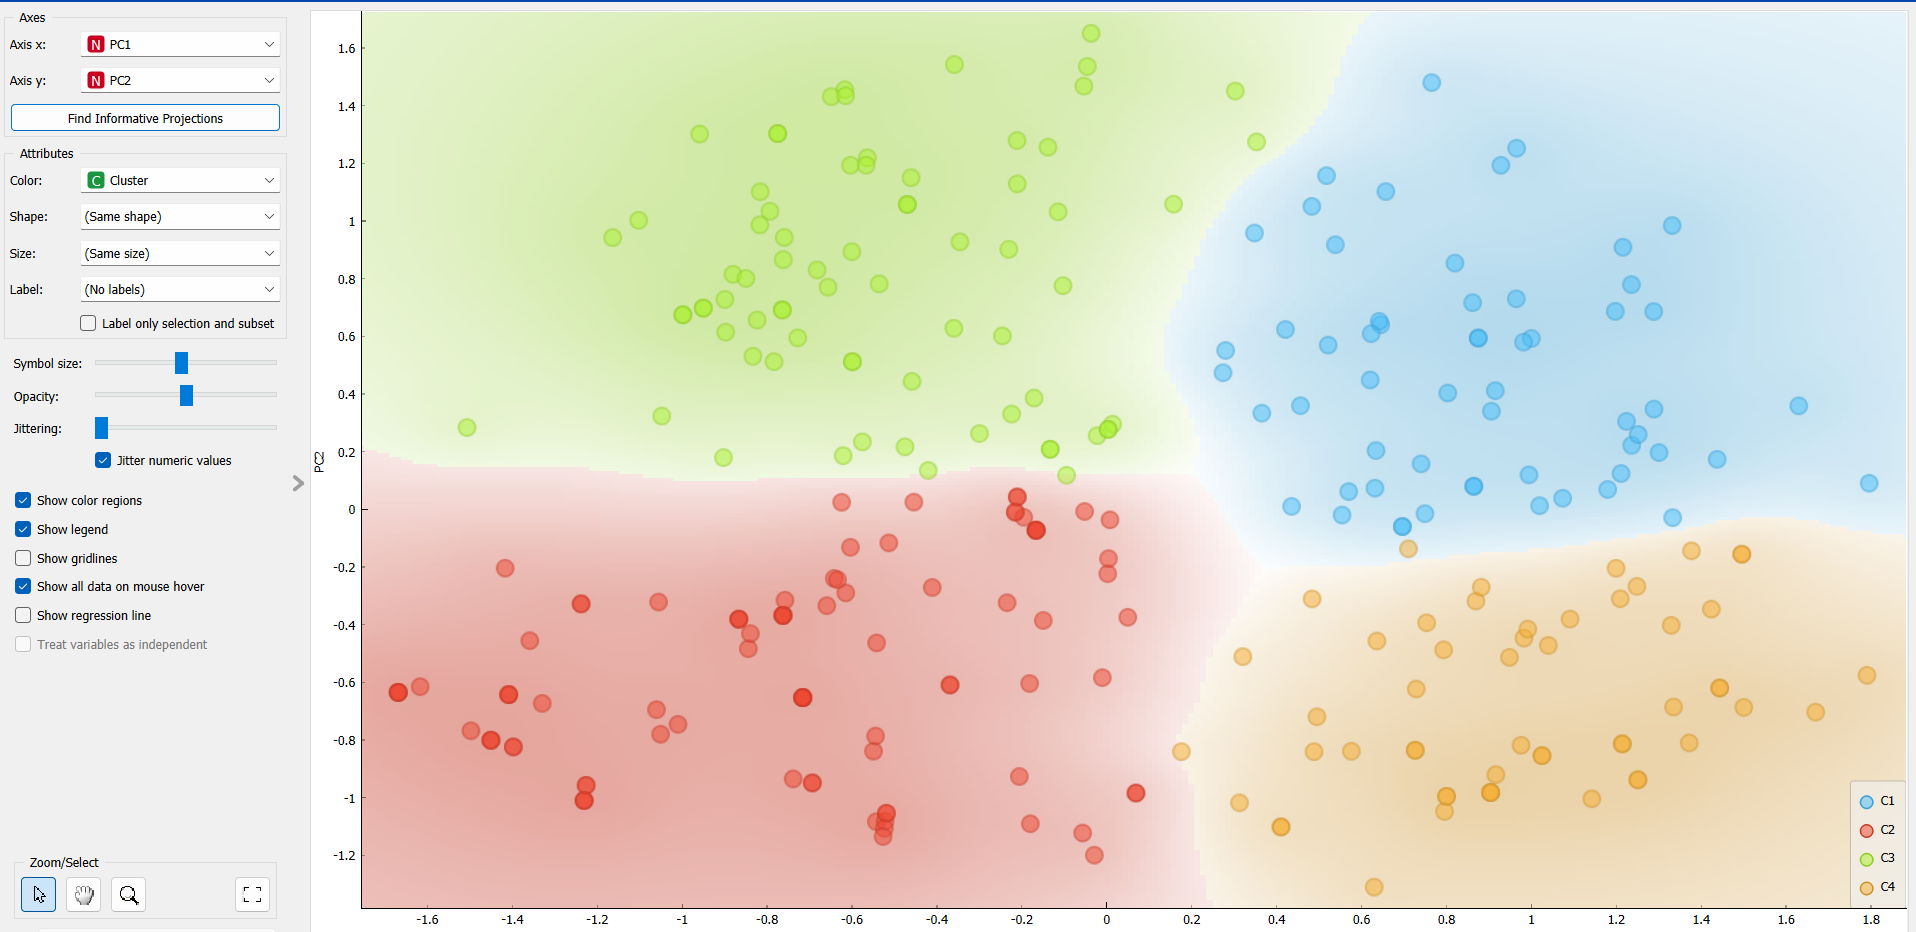 Axes
Axis x:
N PC1
Axis y:
N PC2
Find Informative Projections
Attributes
Color:
C Cluster
Shape:
(Same shape)
Size:
(Same size)
Label:
(No labels)
Label only selection and subset
Symbol size:
Opacity:
Jittering:
Jitter numeric values
Show color regions
Show legend
Show gridlines
Show all data on mouse hover
Show regression line
Treat variables as independent
Zoom/Select
PC2
1.6
1.4
1.2
1
0.8
0.6
0.4
0.2
0
-0.2
-0.4
-0.6
-0.8
-1
-1.2
-1.6
-1.4
-1.2
-1
-0.8
-0.6
-0.4
-0.2
0
0.2
0.4
0.6
0.8
1
1.2
1.4
1.6
1.8
C1
C2
C3
C4